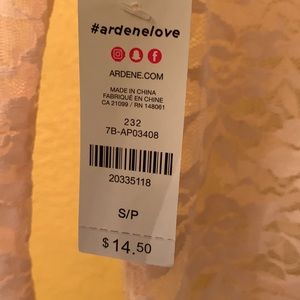 #ardenelove
ARDENE.COM
MADE IN CHINA
FABRIQUÉ EN CHINE
CA 21099 / RN 148061
232
7B-AP03408
20335118
S/P
$14.50